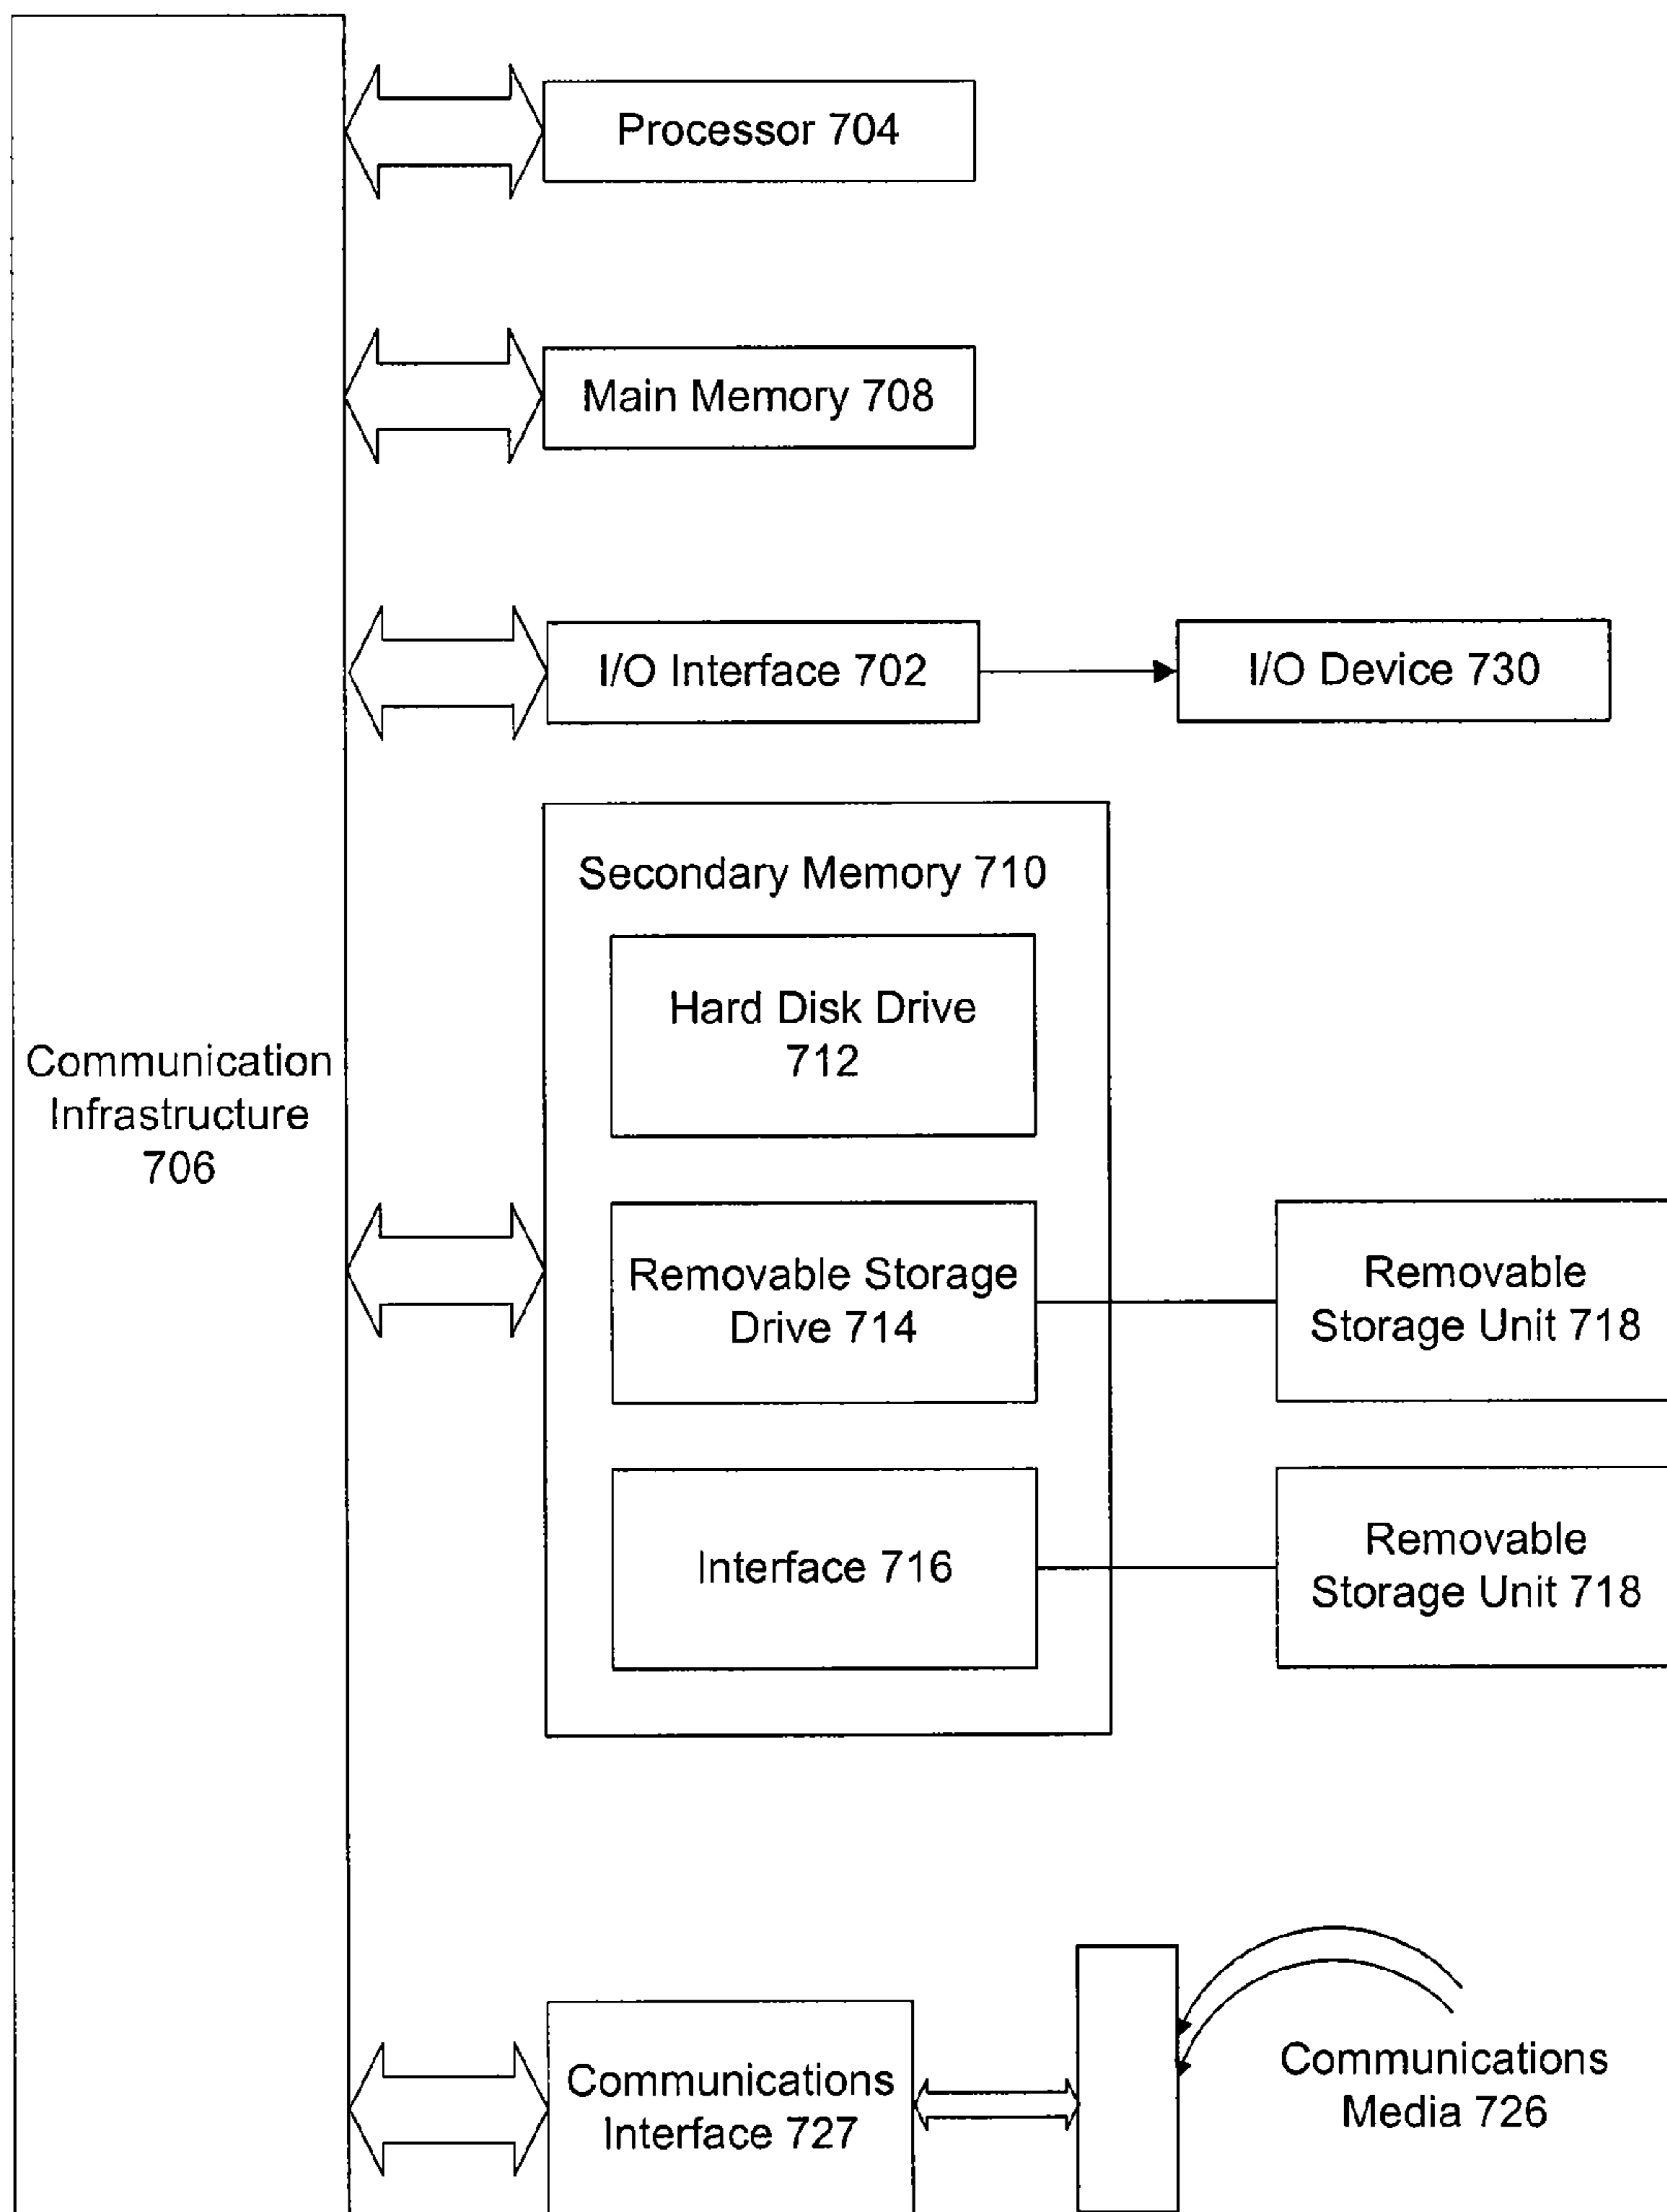 Processor 704
Main Memory 708
I/O Interface 702
I/O Device 730
Secondary Memory 710
Hard Disk Drive
712
Communication
Infrastructure
706
Removable Storage
Drive 714
Removable
Storage Unit 718
Interface 716
Removable
Storage Unit 718
Communications
Interface 727
Communications
Media 726